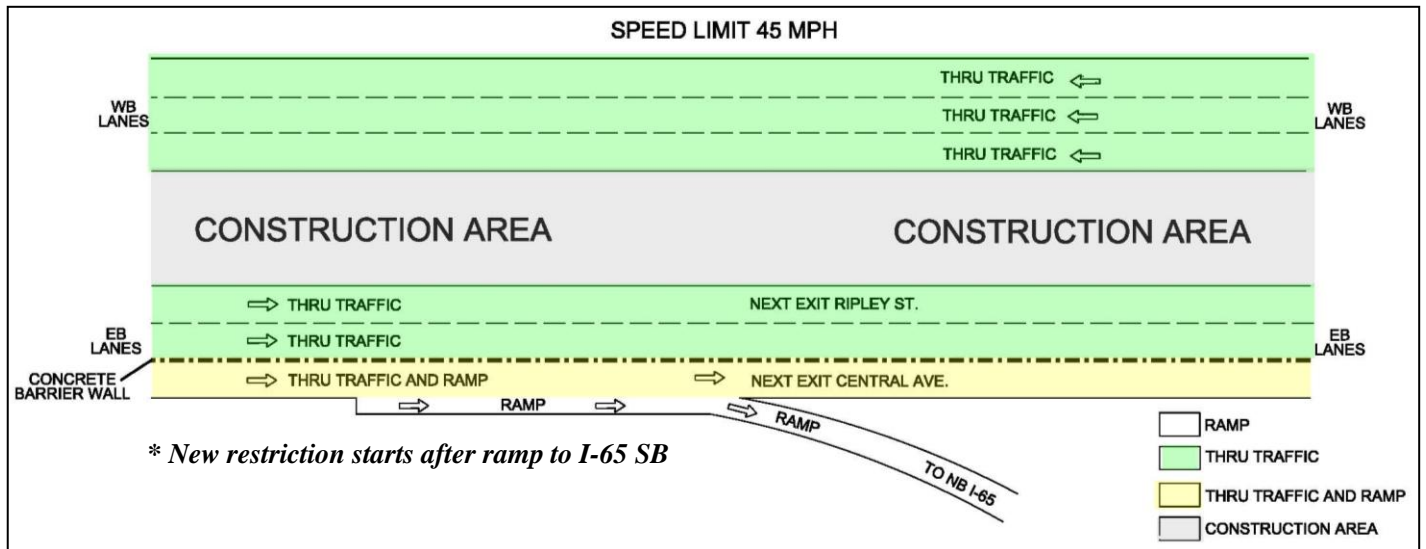 SPEED LIMIT 45 MPH
THRU TRAFFIC
WB
LANES
THRU TRAFFIC
WB
LANES
THRU TRAFFIC
CONSTRUCTION AREA
CONSTRUCTION AREA
THRU TRAFFIC
NEXT EXIT RIPLEY ST.
EB
LANES
THRU TRAFFIC
EB
LANES
CONCRETE
BARRIER WALL
THRU TRAFFIC AND RAMP
NEXT EXIT CENTRAL AVE.
RAMP
RAMP
TO NB I-65
* New restriction starts after ramp to I-65 SB
RAMP
THRU TRAFFIC
THRU TRAFFIC AND RAMP
CONSTRUCTION AREA